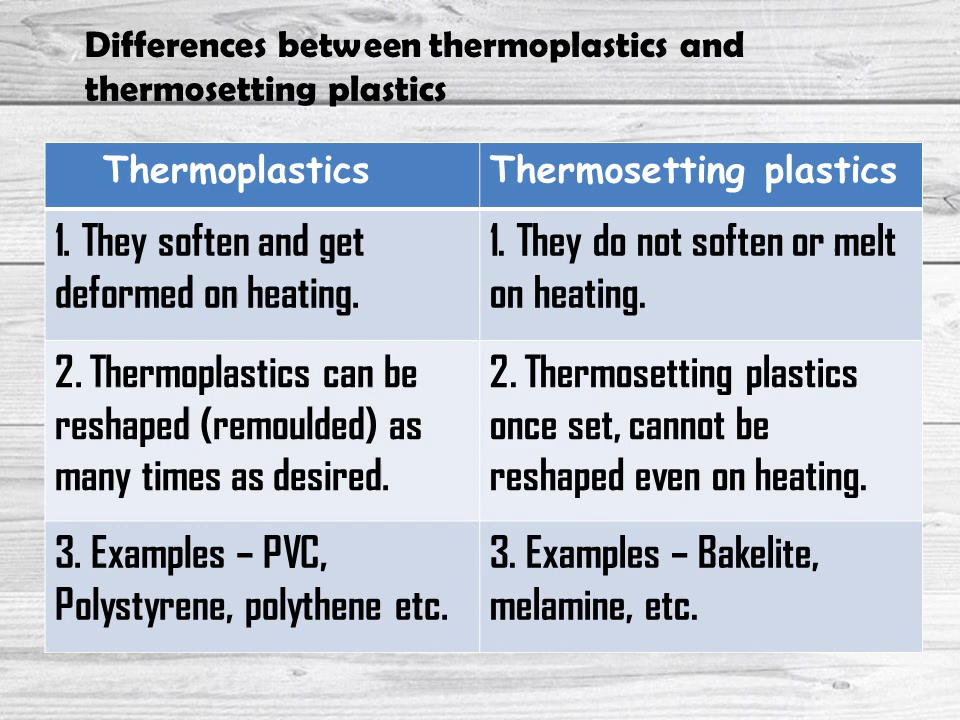 Differences between thermoplastics and
thermosetting plastics
Thermoplastics
Thermosetting plastics
1. They soften and get
deformed on heating.
1. They do not soften or melt
on heating.
2. Thermoplastics can be
reshaped (remoulded) as
many times as desired.
2. Thermosetting plastics
once set, cannot be
reshaped even on heating.
3. Examples – PVC,
Polystyrene, polythene etc.
3. Examples – Bakelite,
melamine, etc.